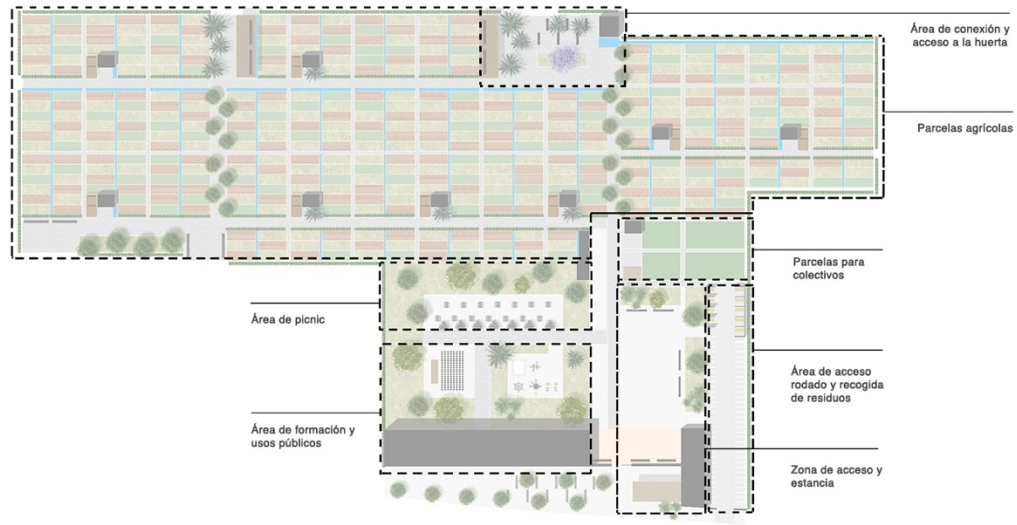 Área de conexión y
acceso a la huerta
Parcelas agrícolas
Parcelas para
colectivos
Área de picnic
Área de acceso
rodado y recogida
de residuos
Área de formación y
usos públicos
Zona de acceso y
estancia